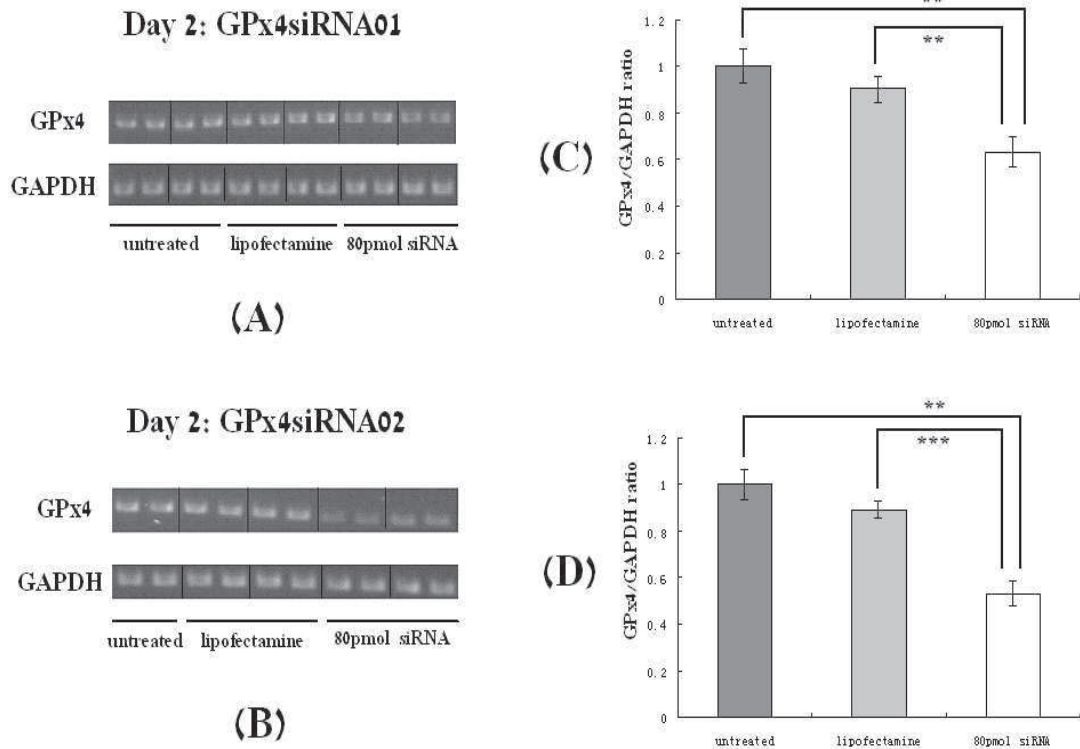 Day 2: GPx4siRNA01
GPx4
GAPDH
untreated lipofectamine 80pmol siRNA
(A)
Day 2: GPx4siRNA02
GPx4
GAPDH
untreated lipofectamine 80pmol siRNA
(B)
(C)
GPx4/GAPDH ratio
1.2
1
0.8
0.6
0.4
0.2
0
**
**
untreated lipofectamine 80pmol siRNA
(D)
GPx4/GAPDH ratio
1.2
1
0.8
0.6
0.4
0.2
0
**
***
untreated lipofectamine 80pmol siRNA